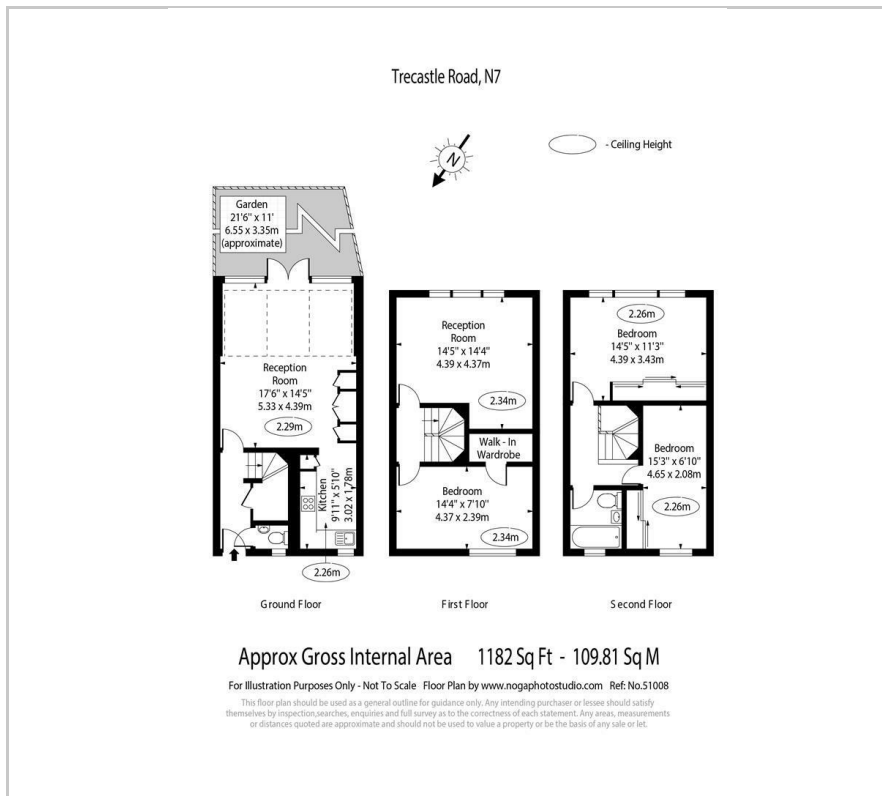 Trecastle Road, N7
N
- Ceiling Height
Garden
21'6" x 11'
6.55 x 3.35m
(approximate)
Reception
Room
17'6" x 14'5"
5.33 x 4.39m
2.29m
Kitchen
9'11" x 5'10"
3.02 x 1.78m
2.26m
Ground Floor
Reception
Room
14'5" x 14'4"
4.39 x 4.37m
2.34m
Walk - In
Wardrobe
Bedroom
14'4" x 7'10"
4.37 x 2.39m
2.34m
First Floor
2.26m
Bedroom
14'5" x 11'3"
4.39 x 3.43m
Bedroom
15'3" x 6'10"
4.65 x 2.08m
2.26m
Second Floor
Approx Gross Internal Area 1182 Sq Ft - 109.81 Sq M
For Illustration Purposes Only - Not To Scale Floor Plan by www.nogaphotostudio.com Ref: No.51008
This floor plan should be used as a general outline for guidance only. Any intending purchaser or lessee should satisfy
themselves by inspection,searches, enquiries and full survey as to the correctness of each statement. Any areas, measurements
or distances quoted are approximate and should not be used to value a property or be the basis of any sale or let.